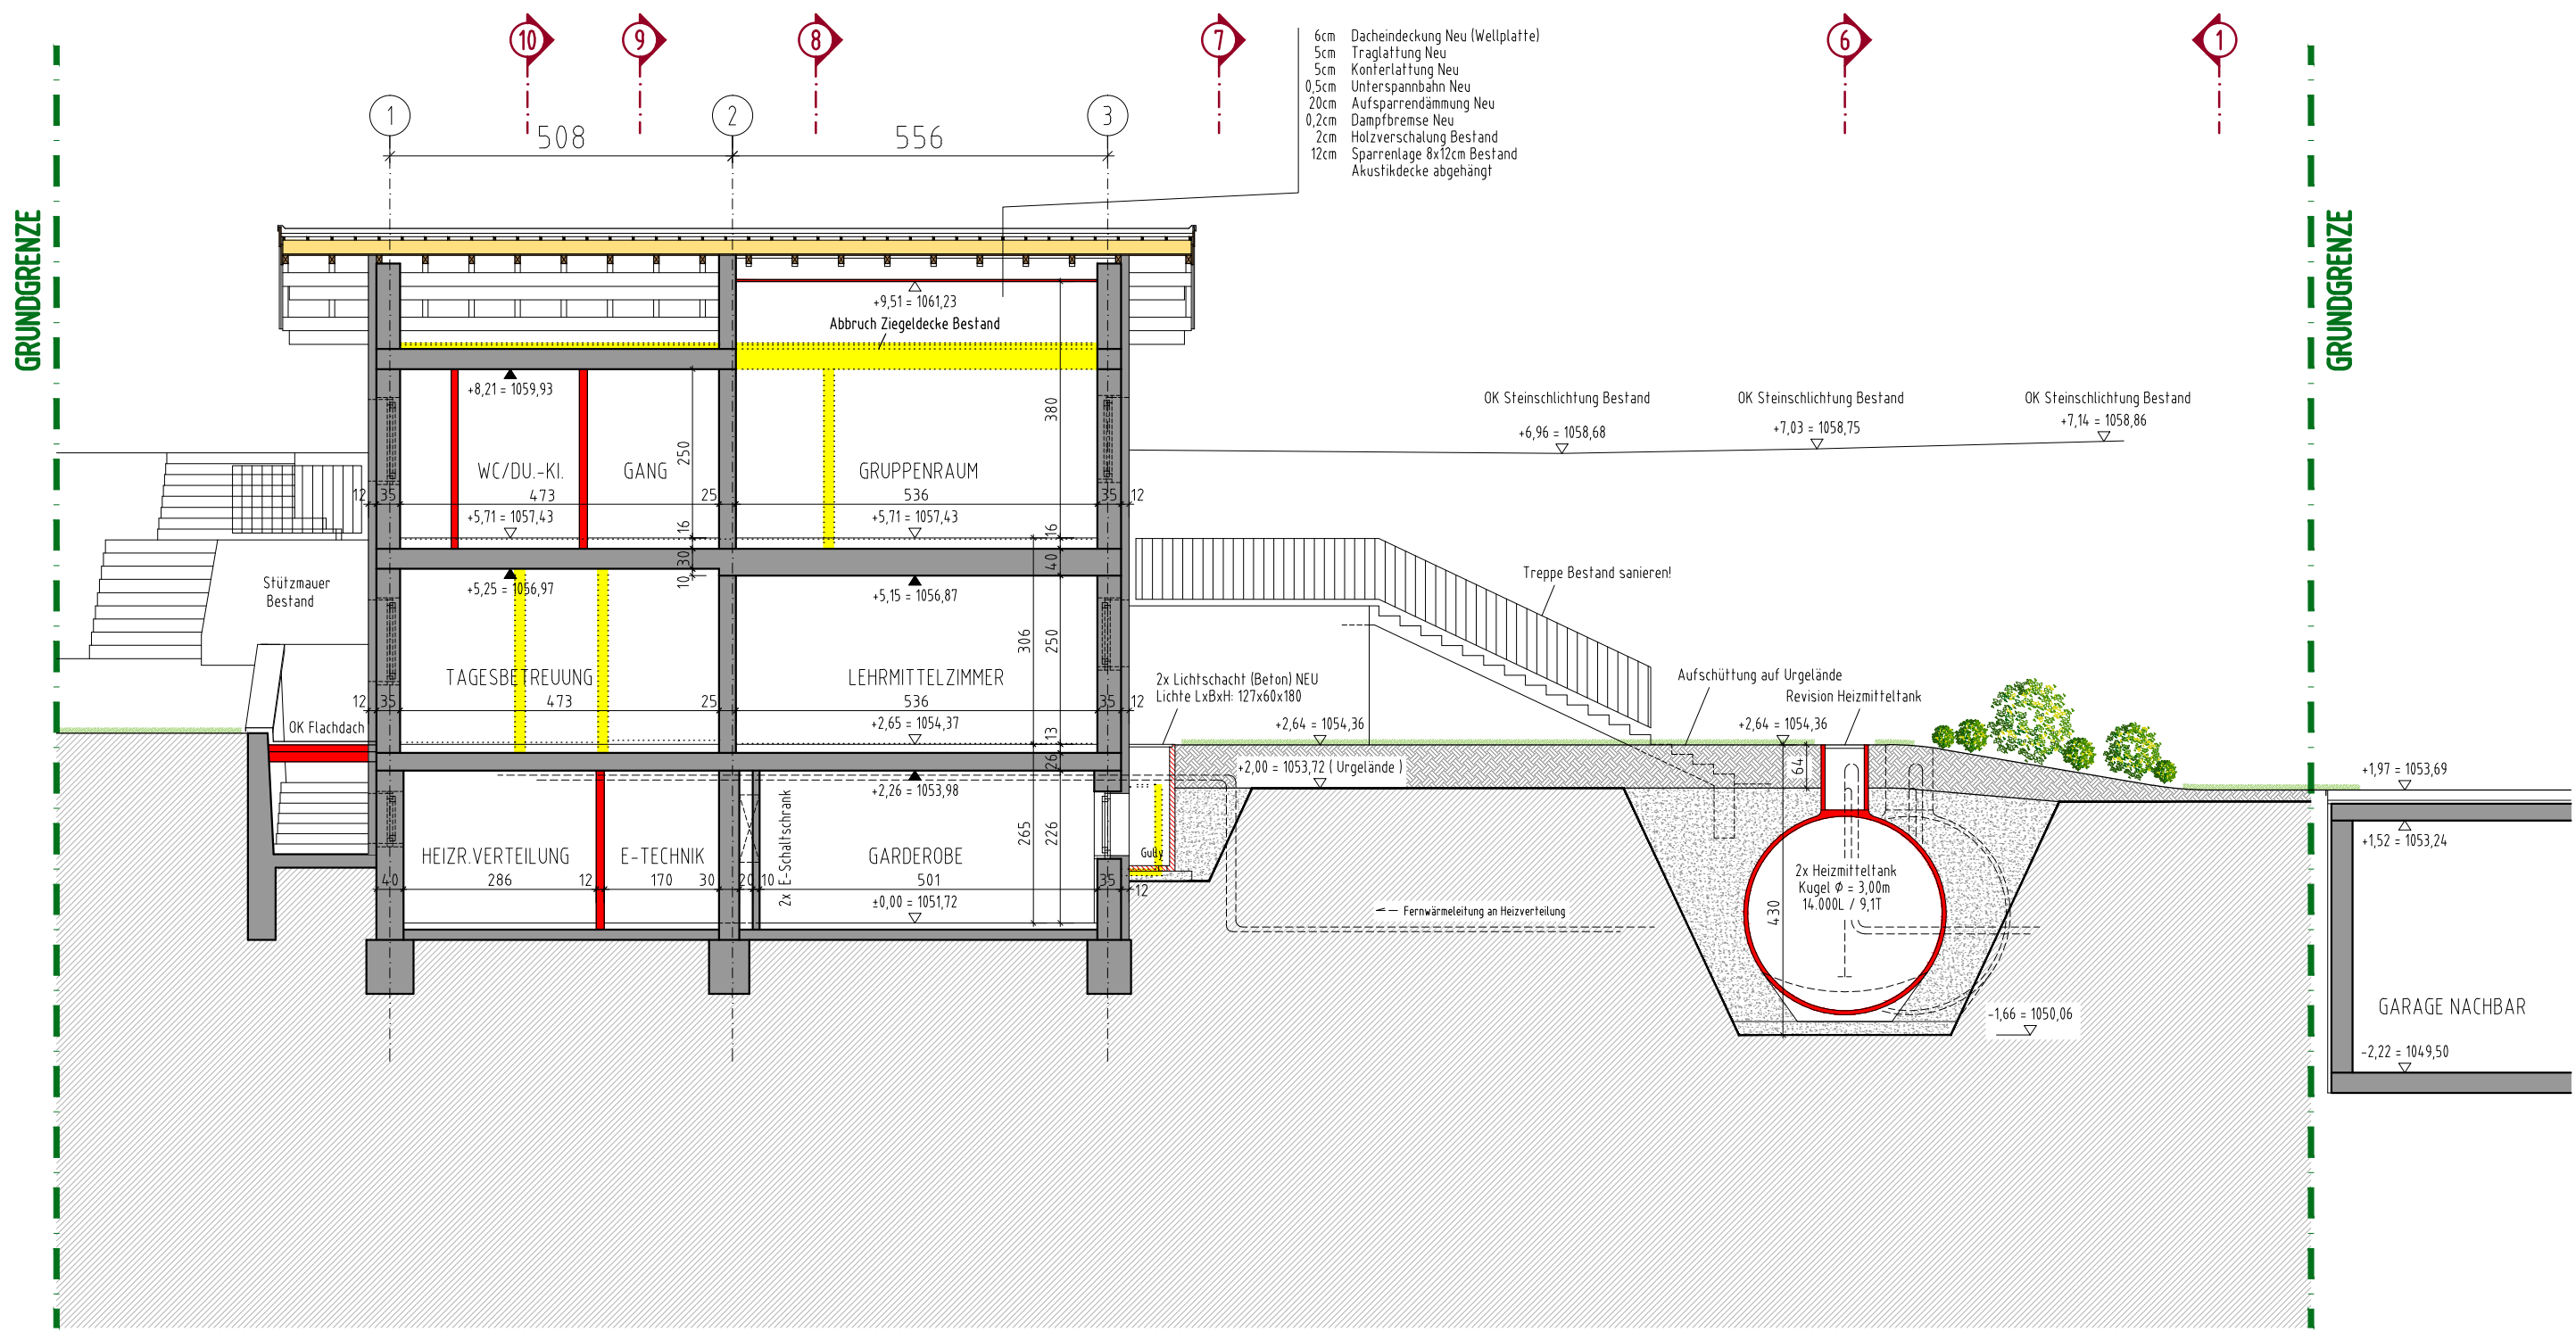 10
9
8
7
6
1
6cm Dacheindeckung Neu (Wellplatte)
5cm Traglattung Neu
5cm Konterlattung Neu
0,5cm Unterspannbahn Neu
20cm Aufsparrendämmung Neu
0,2cm Dampfbremse Neu
2cm Holzverschalung Bestand
12cm Sparrenlage 8x12cm Bestand
Akustikdecke abgehängt
1
2
3
508
556
GRUNDGRENZE
GRUNDGRENZE
+9,51 = 1061,23
Abbruch Ziegeldecke Bestand
+8,21 = 1059,93
380
250
OK Steinschlichtung Bestand
+6,96 = 1058,68
OK Steinschlichtung Bestand
+7,03 = 1058,75
OK Steinschlichtung Bestand
+7,14 = 1058,86
WC/DU.-KI.
GANG
GRUPPENRAUM
12
35
473
25
536
35
12
+5,71 = 1057,43
+5,71 = 1057,43
16
16
30
40
10
Stützmauer
Bestand
+5,25 = 1056,97
+5,15 = 1056,87
Treppe Bestand sanieren!
306
250
TAGESBETREUUNG
LEHRMITTELZIMMER
12
35
473
25
536
35
12
2x Lichtschacht (Beton) NEU
Lichte LxBxH: 127x60x180
Aufschüttung auf Urgelände
Revision Heizmitteltank
OK Flachdach
+2,65 = 1054,37
+2,64 = 1054,36
+2,64 = 1054,36
13
26
64
+2,00 = 1053,72 ( Urgelände )
+2,26 = 1053,98
+1,97 = 1053,69
+1,52 = 1053,24
2x E-Schaltschrank
265
226
HEIZR.VERTEILUNG
E-TECHNIK
GARDEROBE
Gully
40
286
12
170
30
20
10
501
35
12
±0,00 = 1051,72
2x Heizmitteltank
Kugel Ø = 3,00m
14.000L / 9,1T
430
Fernwärmeleitung an Heizverteilung
-1,66 = 1050,06
GARAGE NACHBAR
-2,22 = 1049,50